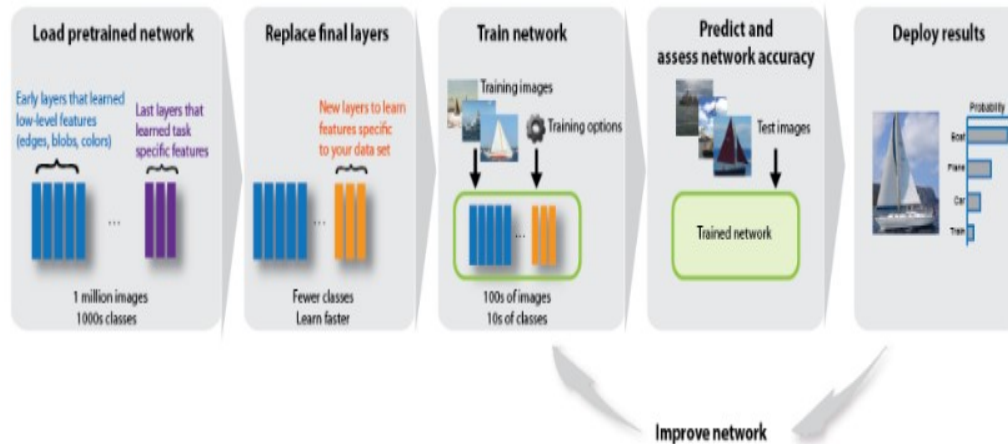 Load pretrained network
Early layers that learned
low-level features
(edges, blobs, colors)
Last layers that
learned task
specific features
...
1 million images
1000s classes
Replace final layers
New layers to learn
features specific
to your data set
...
Fewer classes
Learn faster
Train network
Training images
Training options
...
100s of images
10s of classes
Predict and
assess network accuracy
Test images
Trained network
Deploy results
Probability
Boat
Plane
Car
Train
Improve network